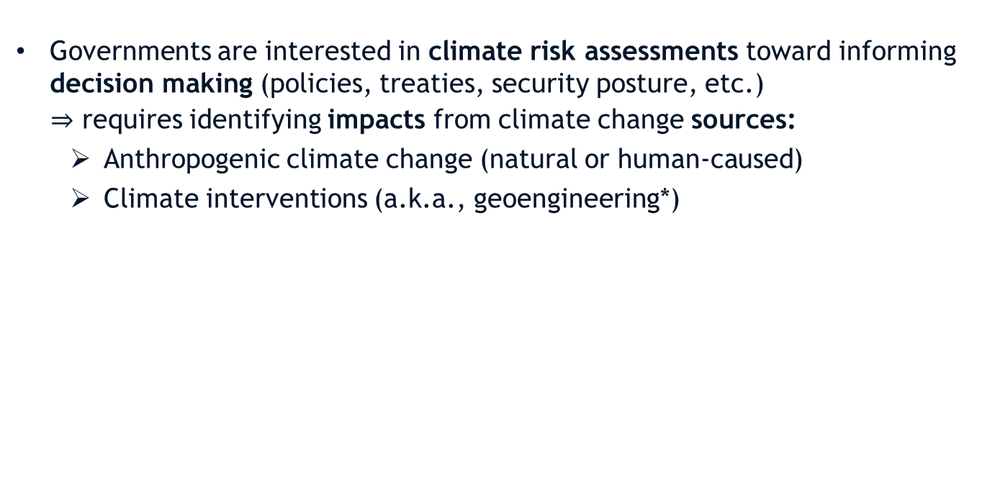 • Governments are interested in climate risk assessments toward informing
decision making (policies, treaties, security posture, etc.)
⇒ requires identifying impacts from climate change sources:
➢ Anthropogenic climate change (natural or human-caused)
➢ Climate interventions (a.k.a., geoengineering*)